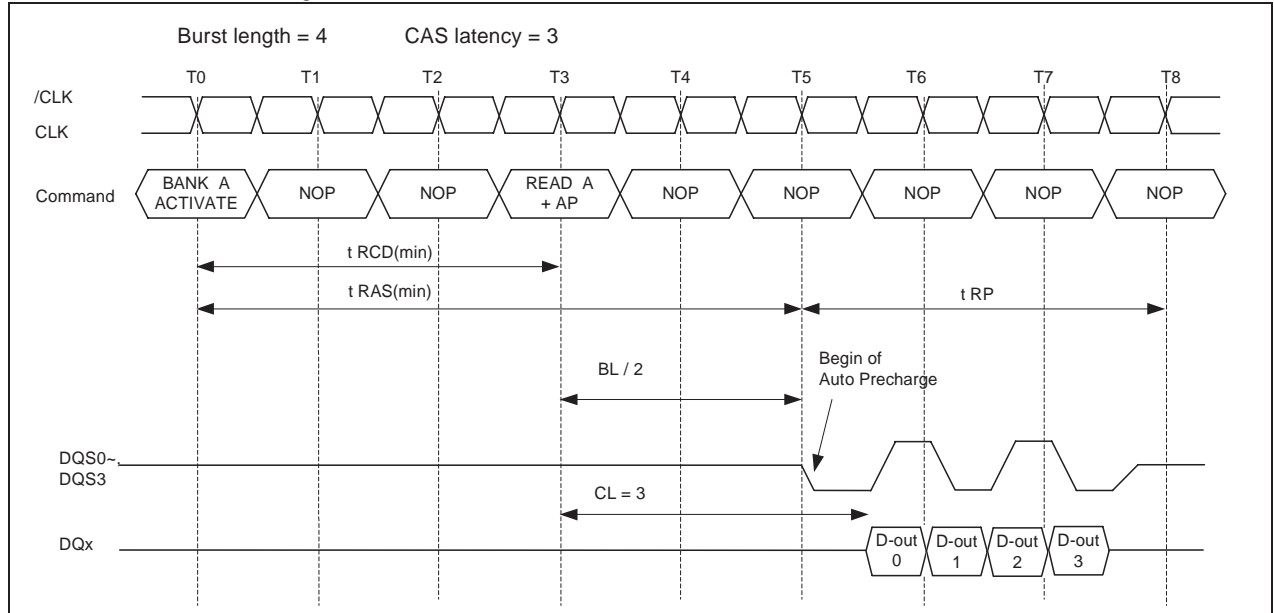 Burst length = 4 CAS latency = 3
T0 T1 T2 T3 T4 T5 T6 T7 T8
/CLK
CLK
Command
BANK A
ACTIVATE
NOP
NOP
READ A
+ AP
NOP
NOP
NOP
NOP
NOP
t RCD(min)
t RAS(min)
t RP
BL / 2
Begin of
Auto Precharge
DQS0~.
DQS3
CL = 3
DQx
D-out
0
D-out
1
D-out
2
D-out
3